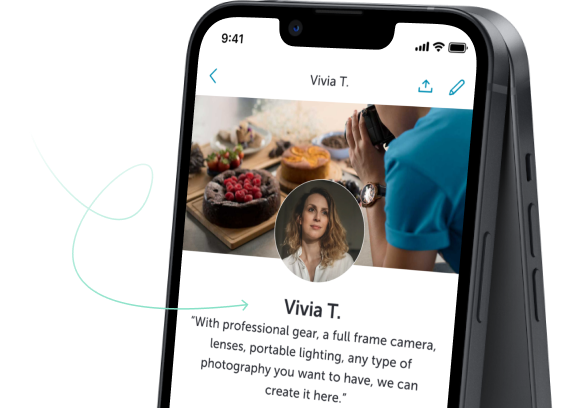 9:41
Vivia T.
Vivia T.
“With professional gear, a full frame camera,
lenses, portable lighting, any type of
photography you want to have, we can
create it here.”